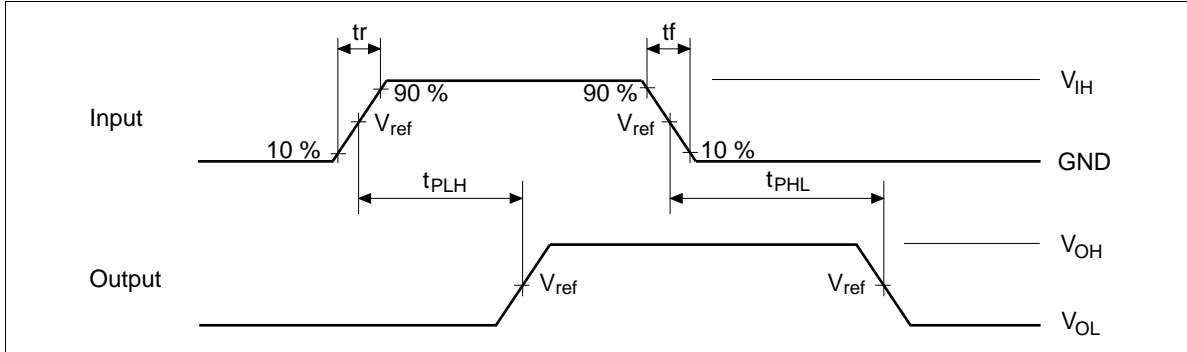 tr
tf
90 %
90 %
V_IH
Input
V_ref
V_ref
10 %
10 %
GND
t_PLH
t_PHL
V_OH
Output
V_ref
V_ref
V_OL